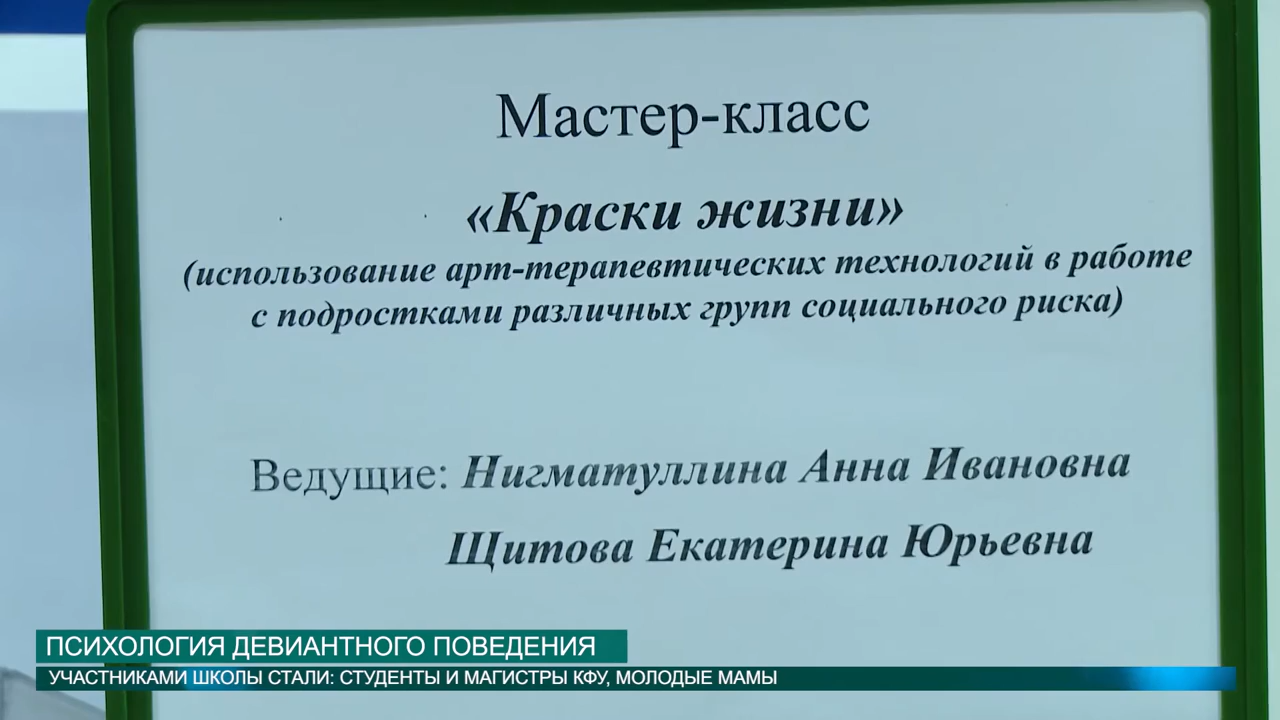 Мастер-класс
«Краски жизни»
(использование арт-терапевтических технологий в работе
с подростками различных групп социального риска)
Ведущие: Нигматуллина Анна Ивановна
Щитова Екатерина Юрьевна
ПСИХОЛОГИЯ ДЕВИАНТНОГО ПОВЕДЕНИЯ
УЧАСТНИКАМИ ШКОЛЫ СТАЛИ: СТУДЕНТЫ И МАГИСТРЫ КФУ, МОЛОДЫЕ МАМЫ